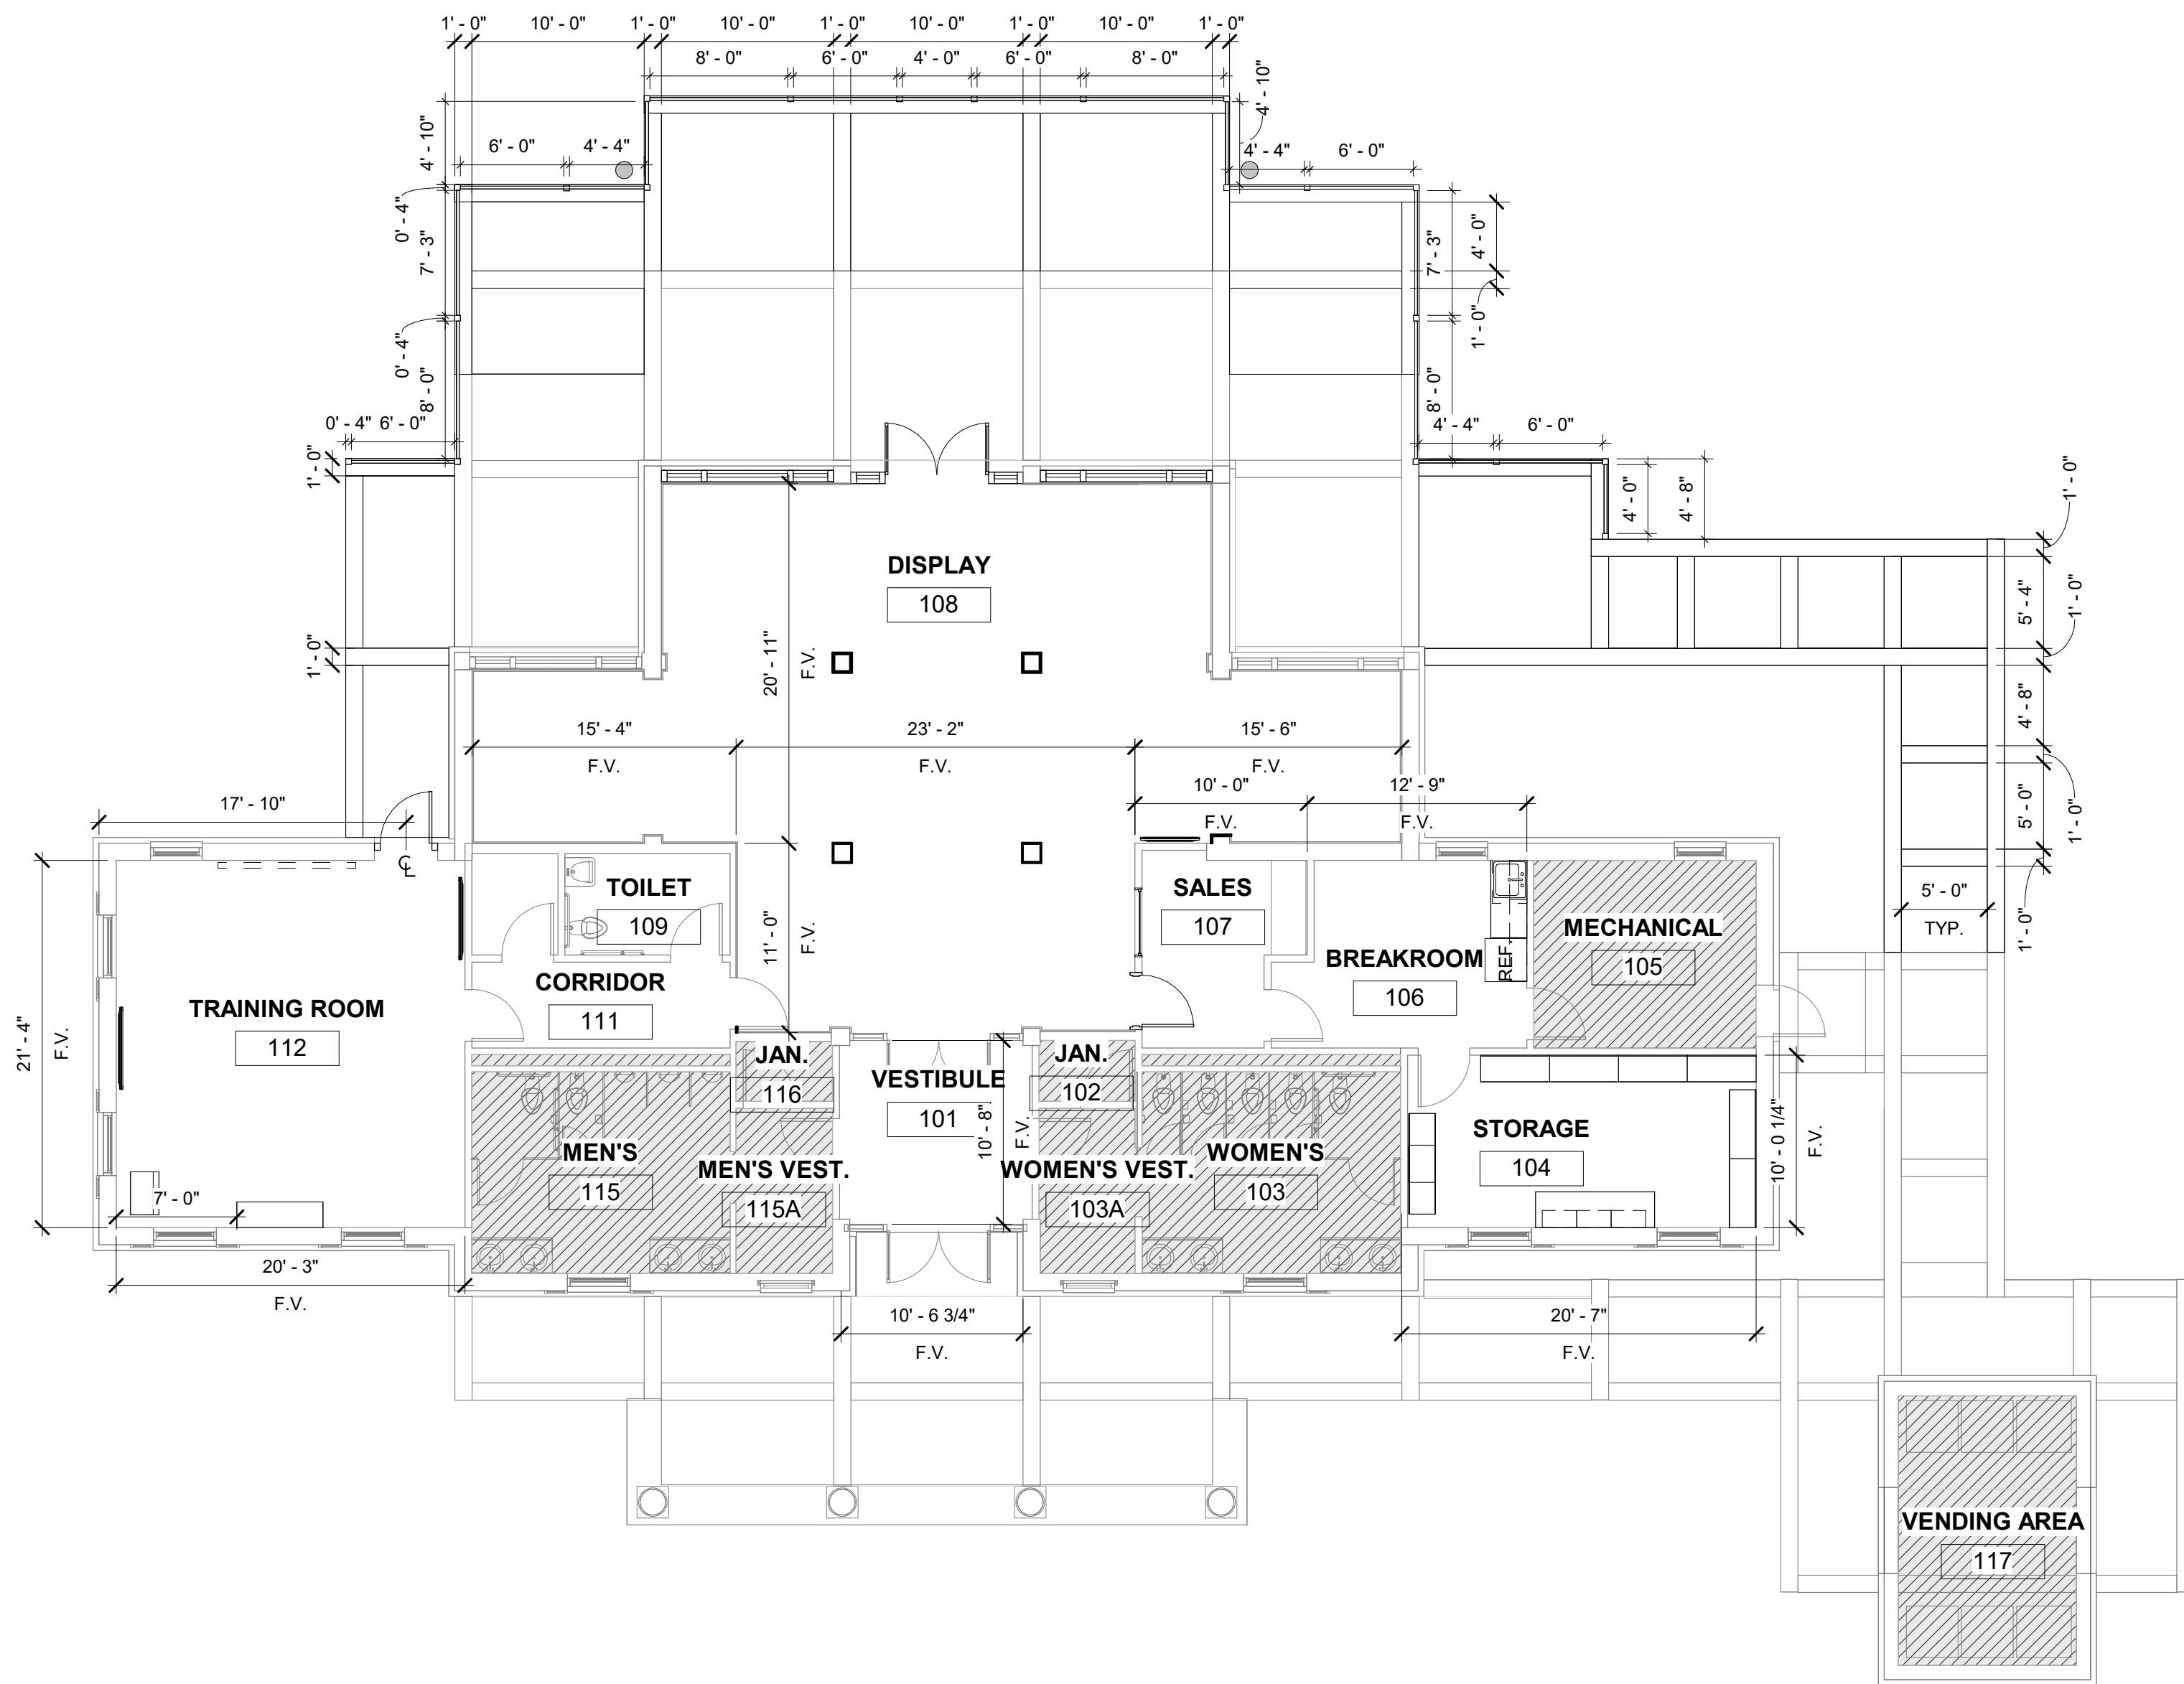 1' - 0" 10' - 0" 1' - 0" 10' - 0" 1' - 0" 10' - 0" 1' - 0" 10' - 0" 1' - 0"
8' - 0" 6' - 0" 4' - 0" 6' - 0" 8' - 0"
4' - 10"
4' - 10"
6' - 0" 4' - 4"
4' - 4" 6' - 0"
0' - 4"
7' - 3"
7' - 3"
4' - 0"
1' - 0"
0' - 4"
8' - 0"
8' - 0"
0' - 4" 6' - 0"
4' - 4" 6' - 0"
1' - 0"
4' - 0"
4' - 8"
1' - 0"
DISPLAY
108
5' - 4"
1' - 0"
1' - 0"
20' - 11"
F.V.
4' - 8"
15' - 4" 23' - 2" 15' - 6"
F.V. F.V. F.V.
10' - 0" 12' - 9"
F.V. F.V.
17' - 10"
5' - 0"
1' - 0"
CL
TOILET
109
SALES
107
5' - 0"
TYP.
1' - 0"
11' - 0"
F.V.
MECHANICAL
105
BREAKROOM
106
REF.
CORRIDOR
111
TRAINING ROOM
112
21' - 4"
F.V.
JAN.
116
VESTIBULE
101
JAN.
102
10' - 8"
F.V.
STORAGE
104
10' - 0 1/4"
F.V.
MEN'S
115
MEN'S VEST.
115A
WOMEN'S VEST.
103A
WOMEN'S
103
7' - 0"
20' - 3"
F.V.
10' - 6 3/4"
F.V.
20' - 7"
F.V.
VENDING AREA
117